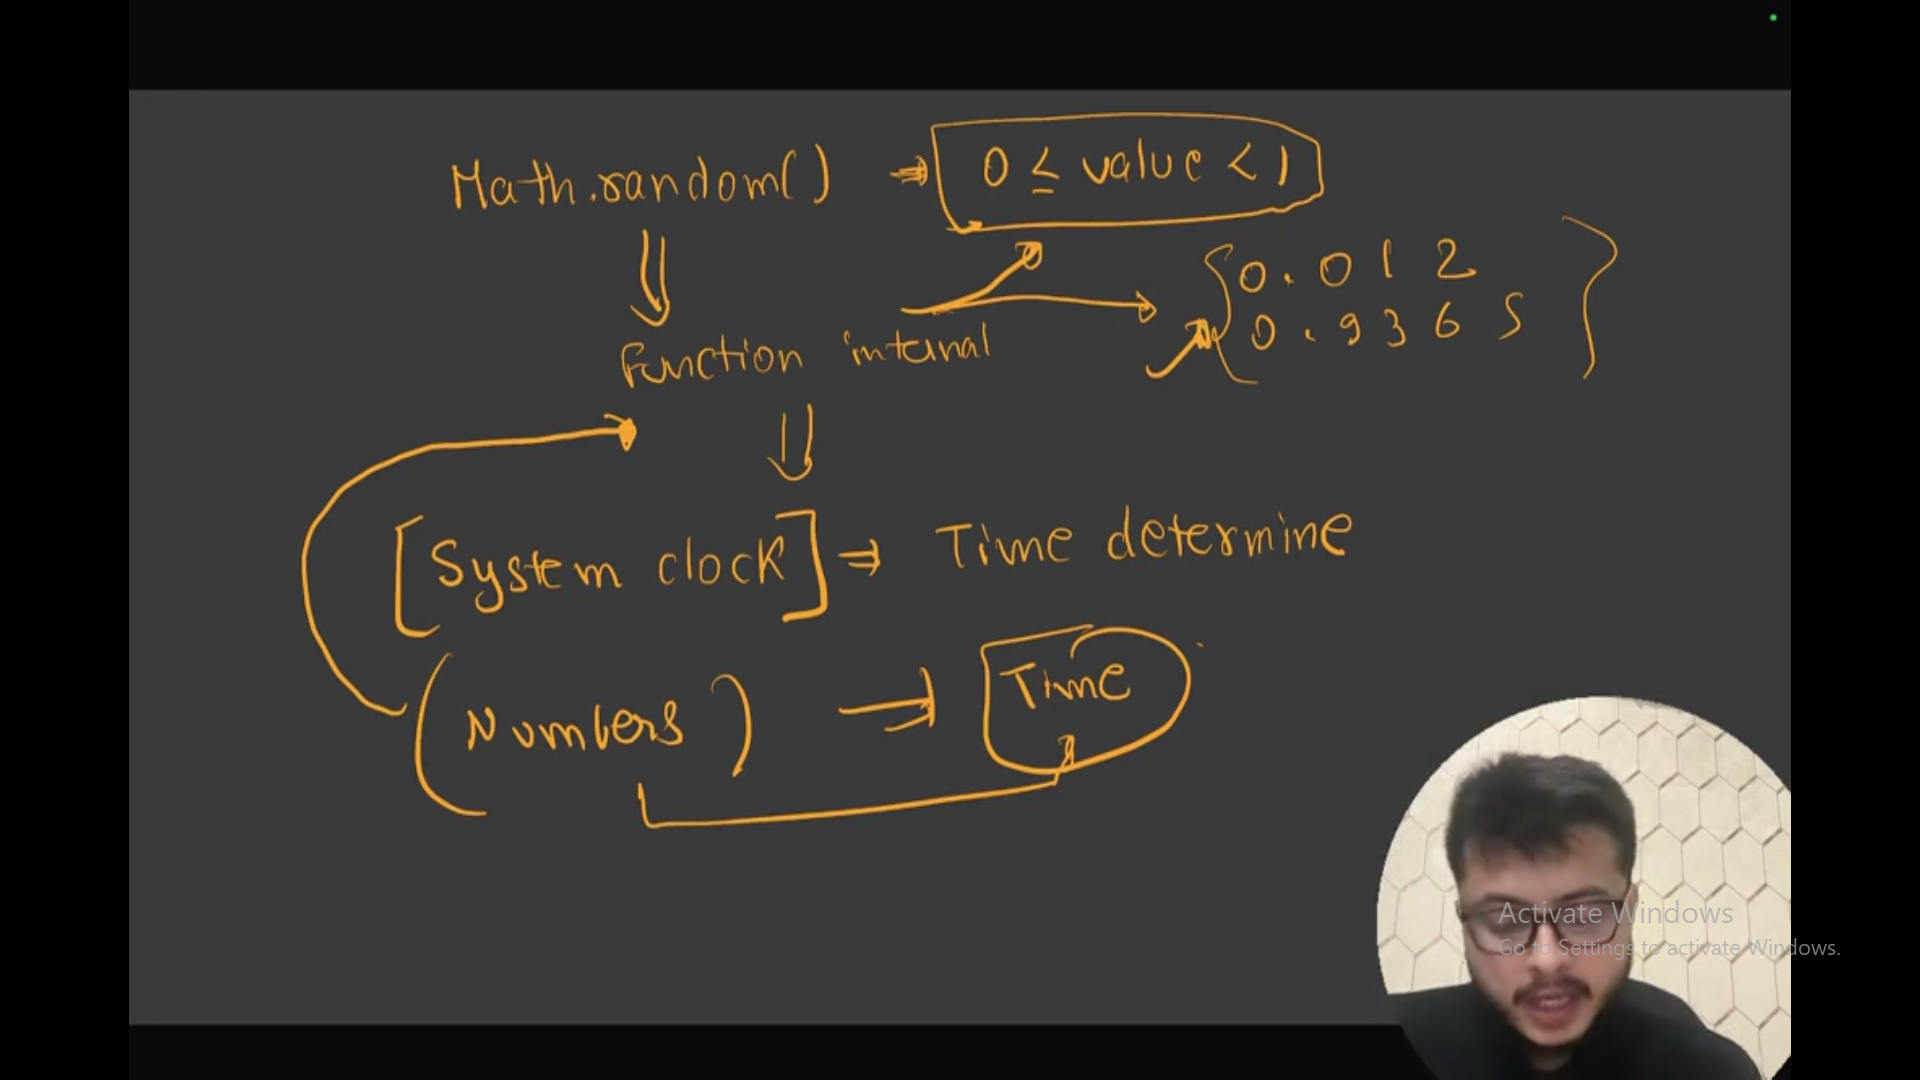 Math.random() ⇒ 0 ≤ value < 1
0.012
0.9365
Function internal
[System clock] ⇒ Time determine
(Numbers) ⇒ Time
Activate Windows
Go to Settings to activate Windows.